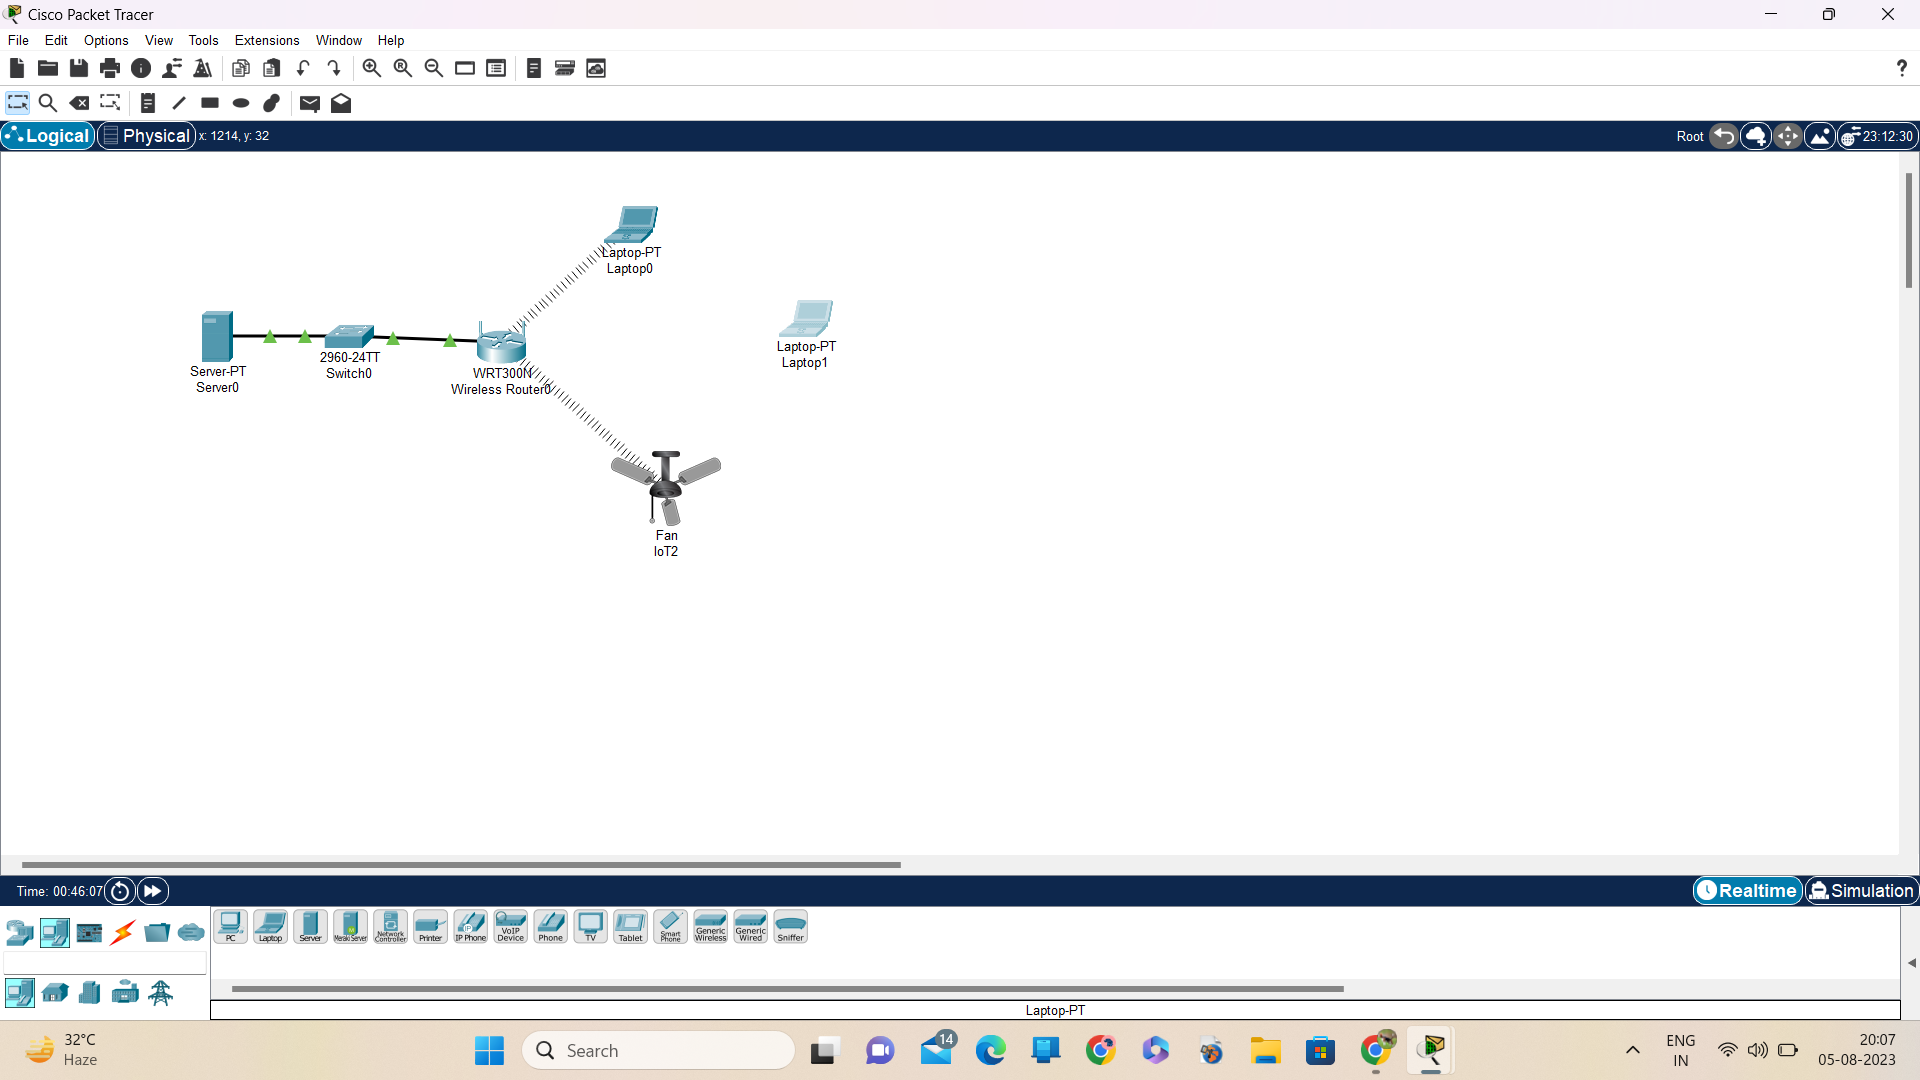 Cisco Packet Tracer
File Edit Options View Tools Extensions Window Help
?
Logical Physical x: 1214, y: 32 Root 23:12:30
Laptop-PT
Laptop0
Laptop-PT
Laptop1
2960-24TT
Switch0
Server-PT
Server0
WRT300N
Wireless Router0
Fan
IoT2
Time: 00:46:07 Realtime Simulation
PC Laptop Server Meraki Server Network Controller Printer IP Phone VoIP Device Phone TV Tablet Smart Phone Generic Wireless Generic Wired Sniffer
Laptop-PT
32°C
Haze
Search
14
ENG
IN
20:07
05-08-2023